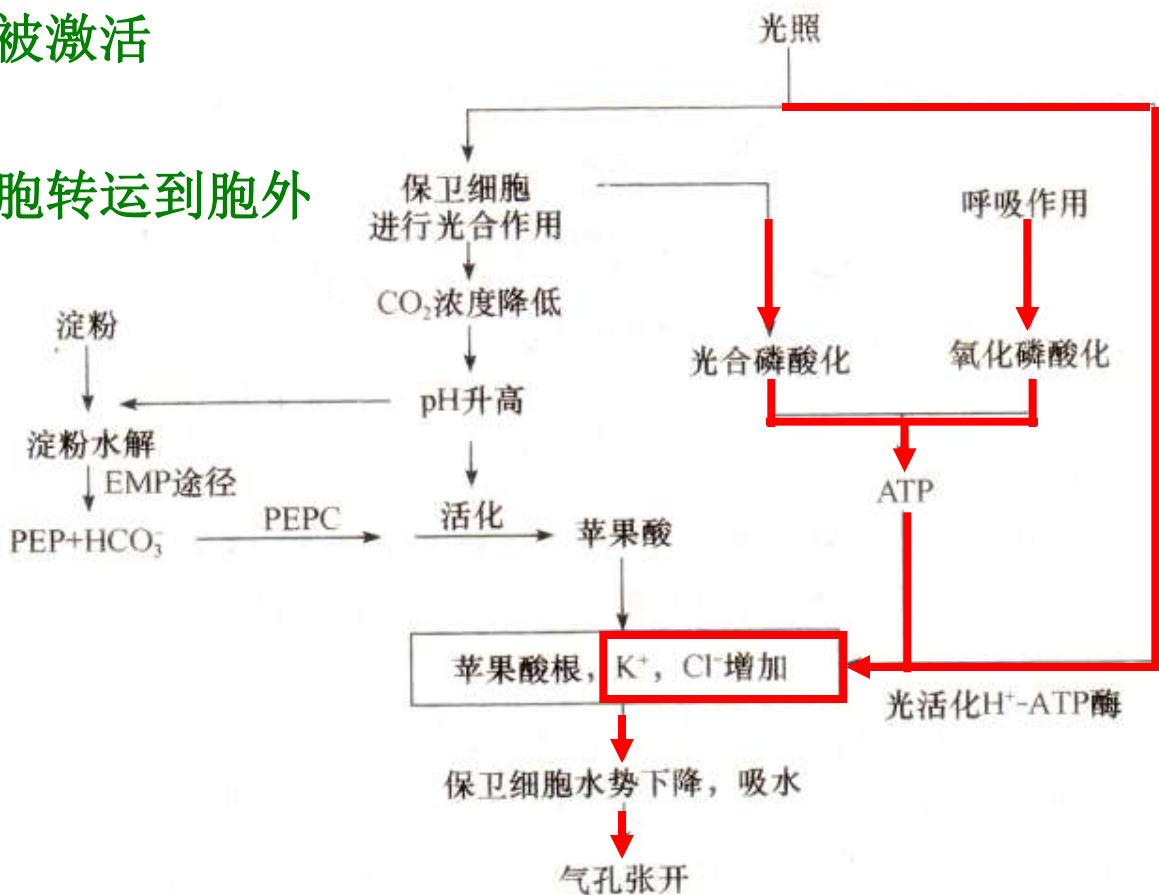 被激活
胞转运到胞外
光照
保卫细胞
进行光合作用
呼吸作用
CO₂浓度降低
淀粉
光合磷酸化
氧化磷酸化
pH升高
淀粉水解
EMP途径
ATP
PEP+HCO₃⁻
PEPC
活化
苹果酸
苹果酸根，K⁺，Cl⁻增加
光活化H⁺-ATP酶
保卫细胞水势下降，吸水
气孔张开